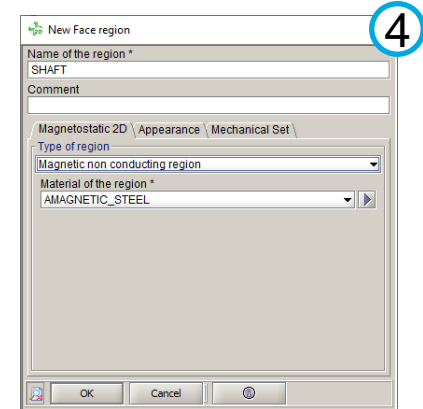 New Face region
4
Name of the region *
SHAFT
Comment
Magnetostatic 2D Appearance Mechanical Set
Type of region
Magnetic non conducting region
Material of the region *
AMAGNETIC_STEEL
OK Cancel